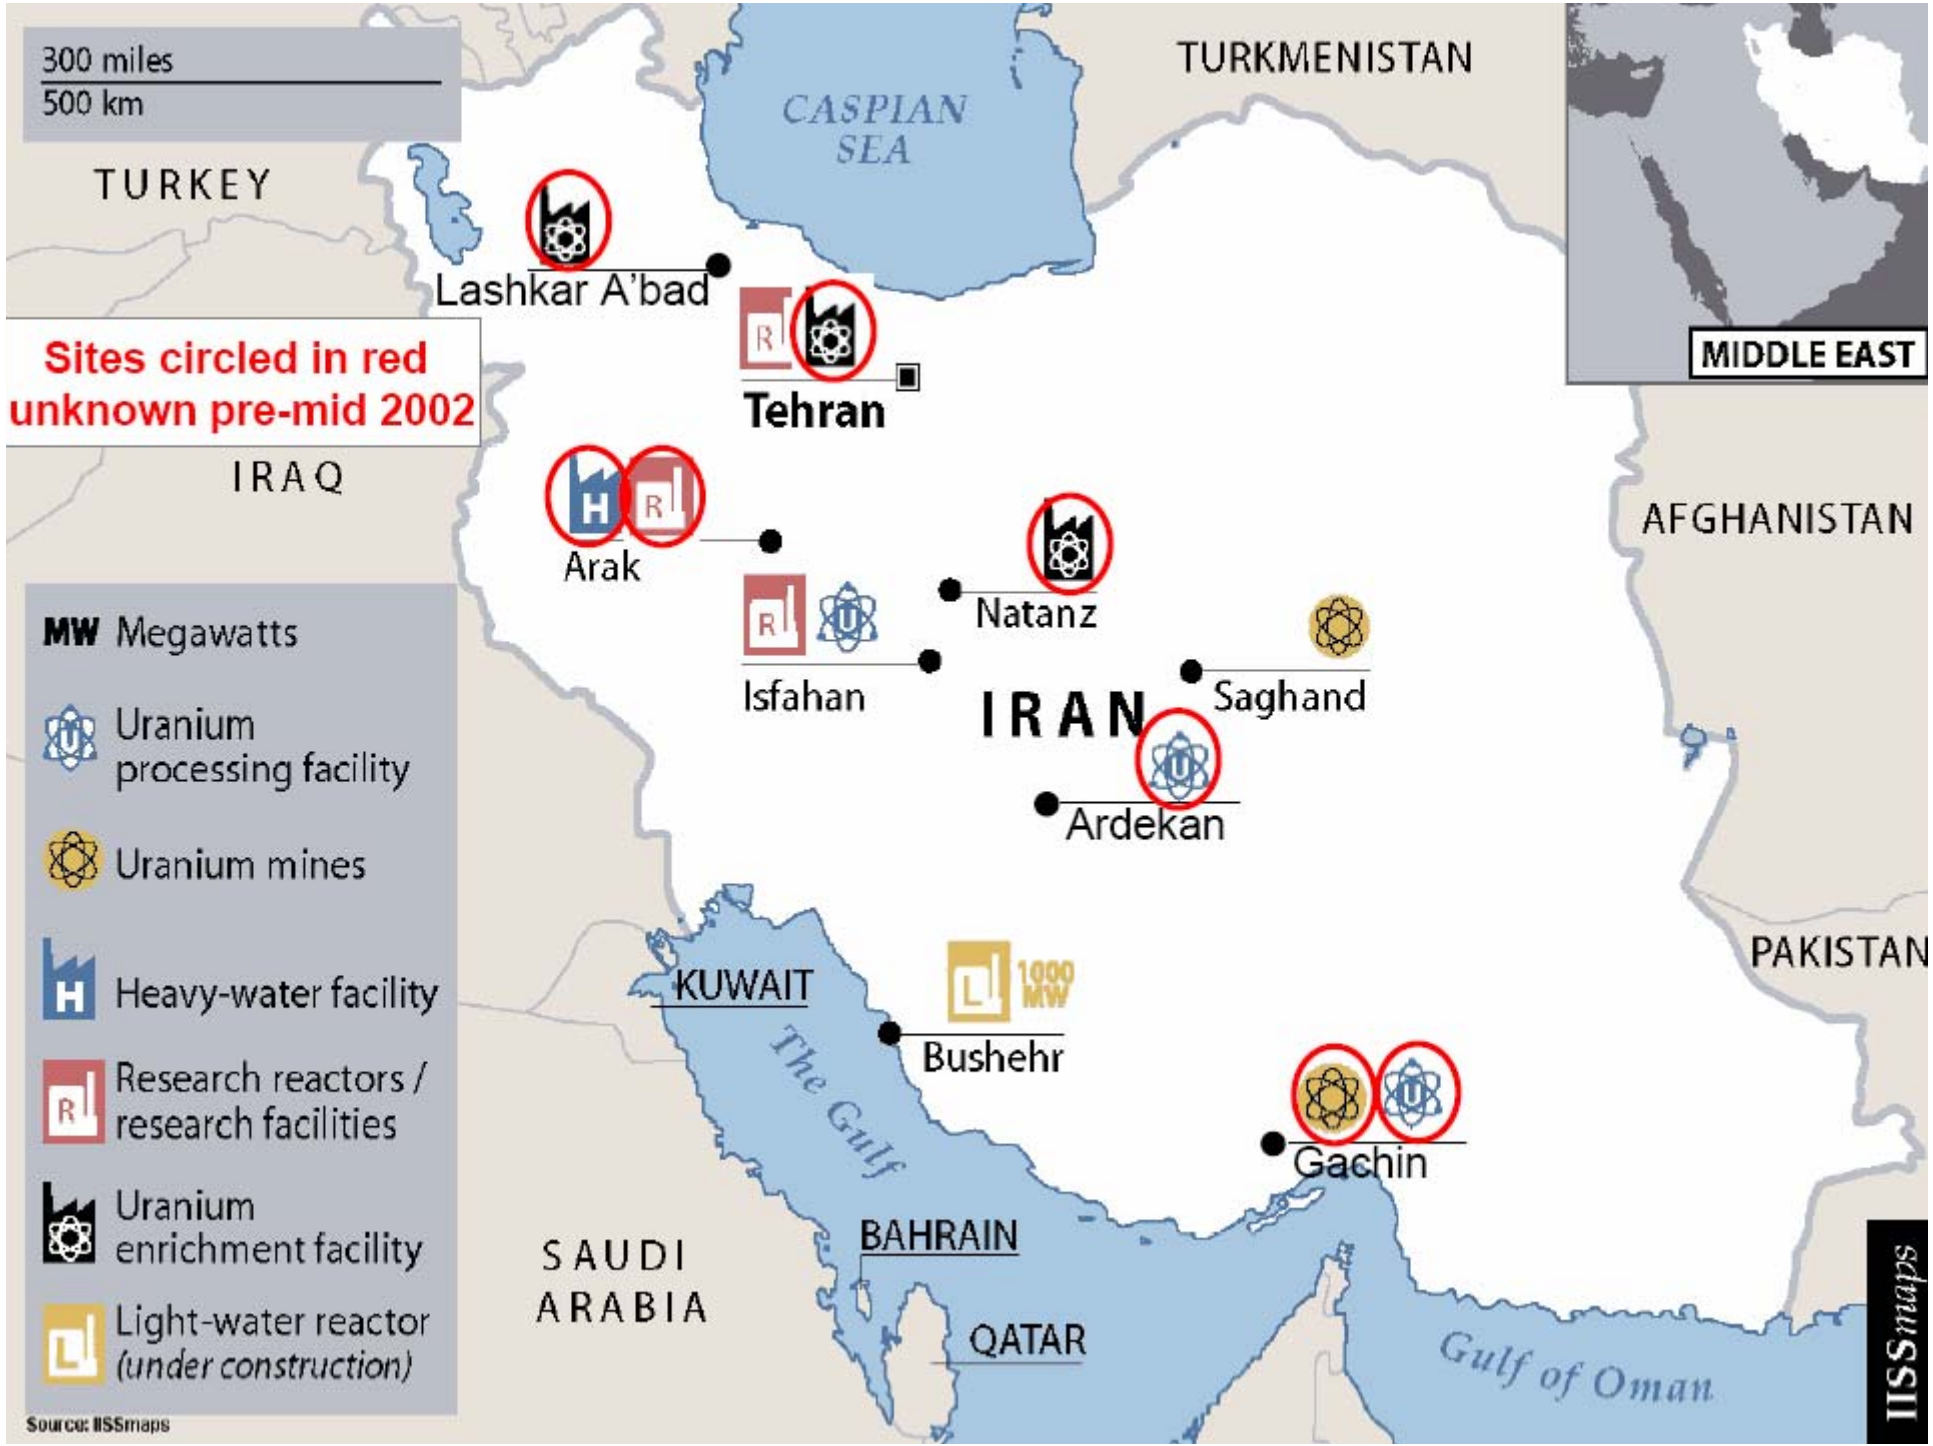 300 miles
500 km
TURKMENISTAN
CASPIAN
SEA
TURKEY
Lashkar A'bad
MIDDLE EAST
Sites circled in red
unknown pre-mid 2002
R
Tehran
IRAQ
H R
Arak
AFGHANISTAN
Natanz
R U
Isfahan
Saghand
IRAN
U
Ardekan
MW Megawatts
U
Uranium
processing facility
Uranium mines
H Heavy-water facility
R
Research reactors /
research facilities
Uranium
enrichment facility
L
Light-water reactor
(under construction)
Source: IISSmaps
PAKISTAN
KUWAIT
L 1000
MW
Bushehr
The Gulf
U
Gachin
BAHRAIN
SAUDI
ARABIA
QATAR
Gulf of Oman
IISSmaps